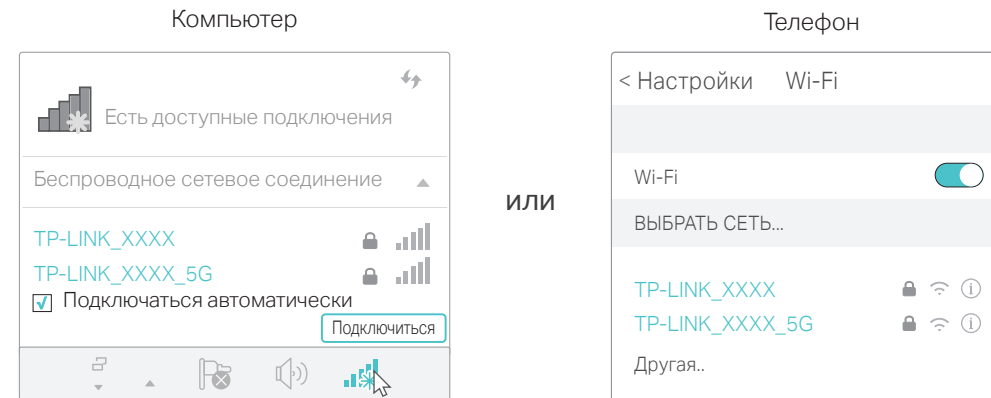 Компьютер
Есть доступные подключения
Беспроводное сетевое соединение
TP-LINK_XXXX
TP-LINK_XXXX_5G
Подключаться автоматически
Подключиться
или
Телефон
< Настройки Wi-Fi
Wi-Fi
ВЫБРАТЬ СЕТЬ...
TP-LINK_XXXX
TP-LINK_XXXX_5G
Другая..